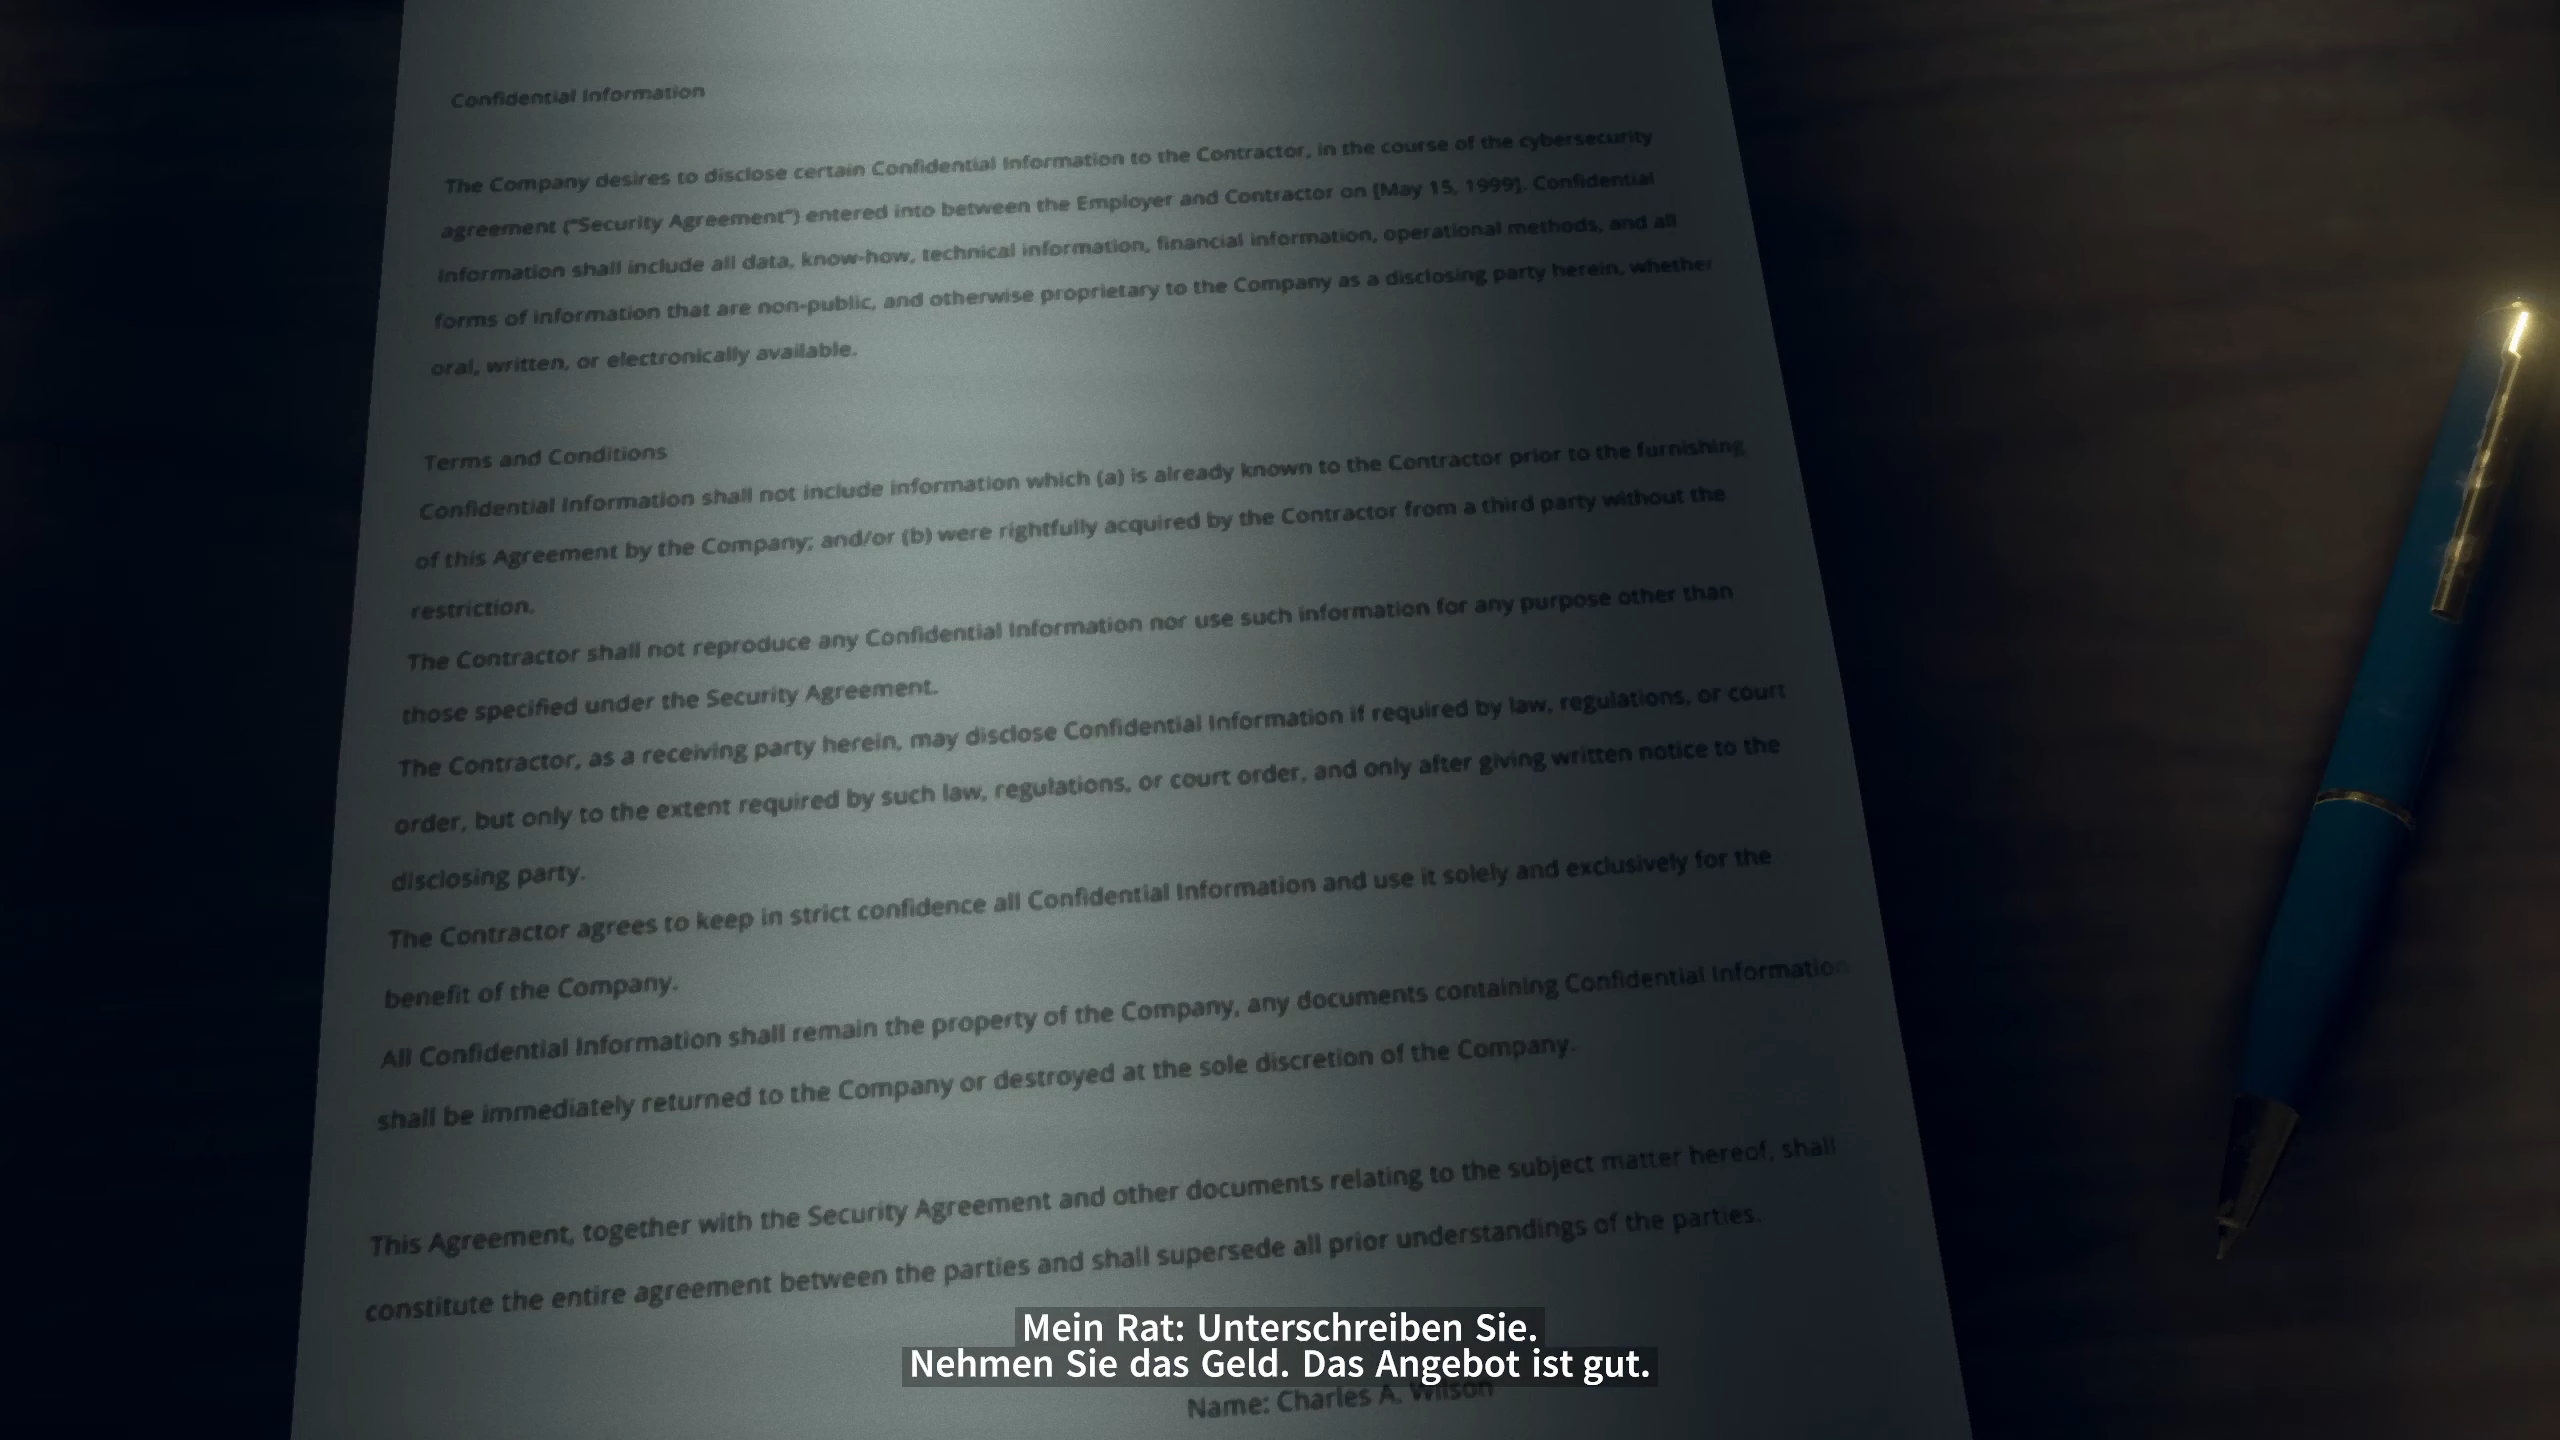 Confidential Information
The Company desires to disclose certain Confidential Information to the Contractor, in the course of the cybersecurity
agreement ("Security Agreement") entered into between the Employer and Contractor on [May 15, 1999]. Confidential
Information shall include all data, know-how, technical information, financial information, operational methods, and all
forms of information that are non-public, and otherwise proprietary to the Company as a disclosing party herein, whether
oral, written, or electronically available.
Terms and Conditions
Confidential Information shall not include information which (a) is already known to the Contractor prior to the furnishing
of this Agreement by the Company; and/or (b) were rightfully acquired by the Contractor from a third party without the
restriction.
The Contractor shall not reproduce any Confidential Information nor use such information for any purpose other than
those specified under the Security Agreement.
The Contractor, as a receiving party herein, may disclose Confidential Information if required by law, regulations, or court
order, but only to the extent required by such law, regulations, or court order, and only after giving written notice to the
disclosing party.
The Contractor agrees to keep in strict confidence all Confidential Information and use it solely and exclusively for the
benefit of the Company.
All Confidential Information shall remain the property of the Company, any documents containing Confidential Information
shall be immediately returned to the Company or destroyed at the sole discretion of the Company.
This Agreement, together with the Security Agreement and other documents relating to the subject matter hereof, shall
constitute the entire agreement between the parties and shall supersede all prior understandings of the parties.
Mein Rat: Unterschreiben Sie.
Nehmen Sie das Geld. Das Angebot ist gut.
Name: Charles A. Wilson